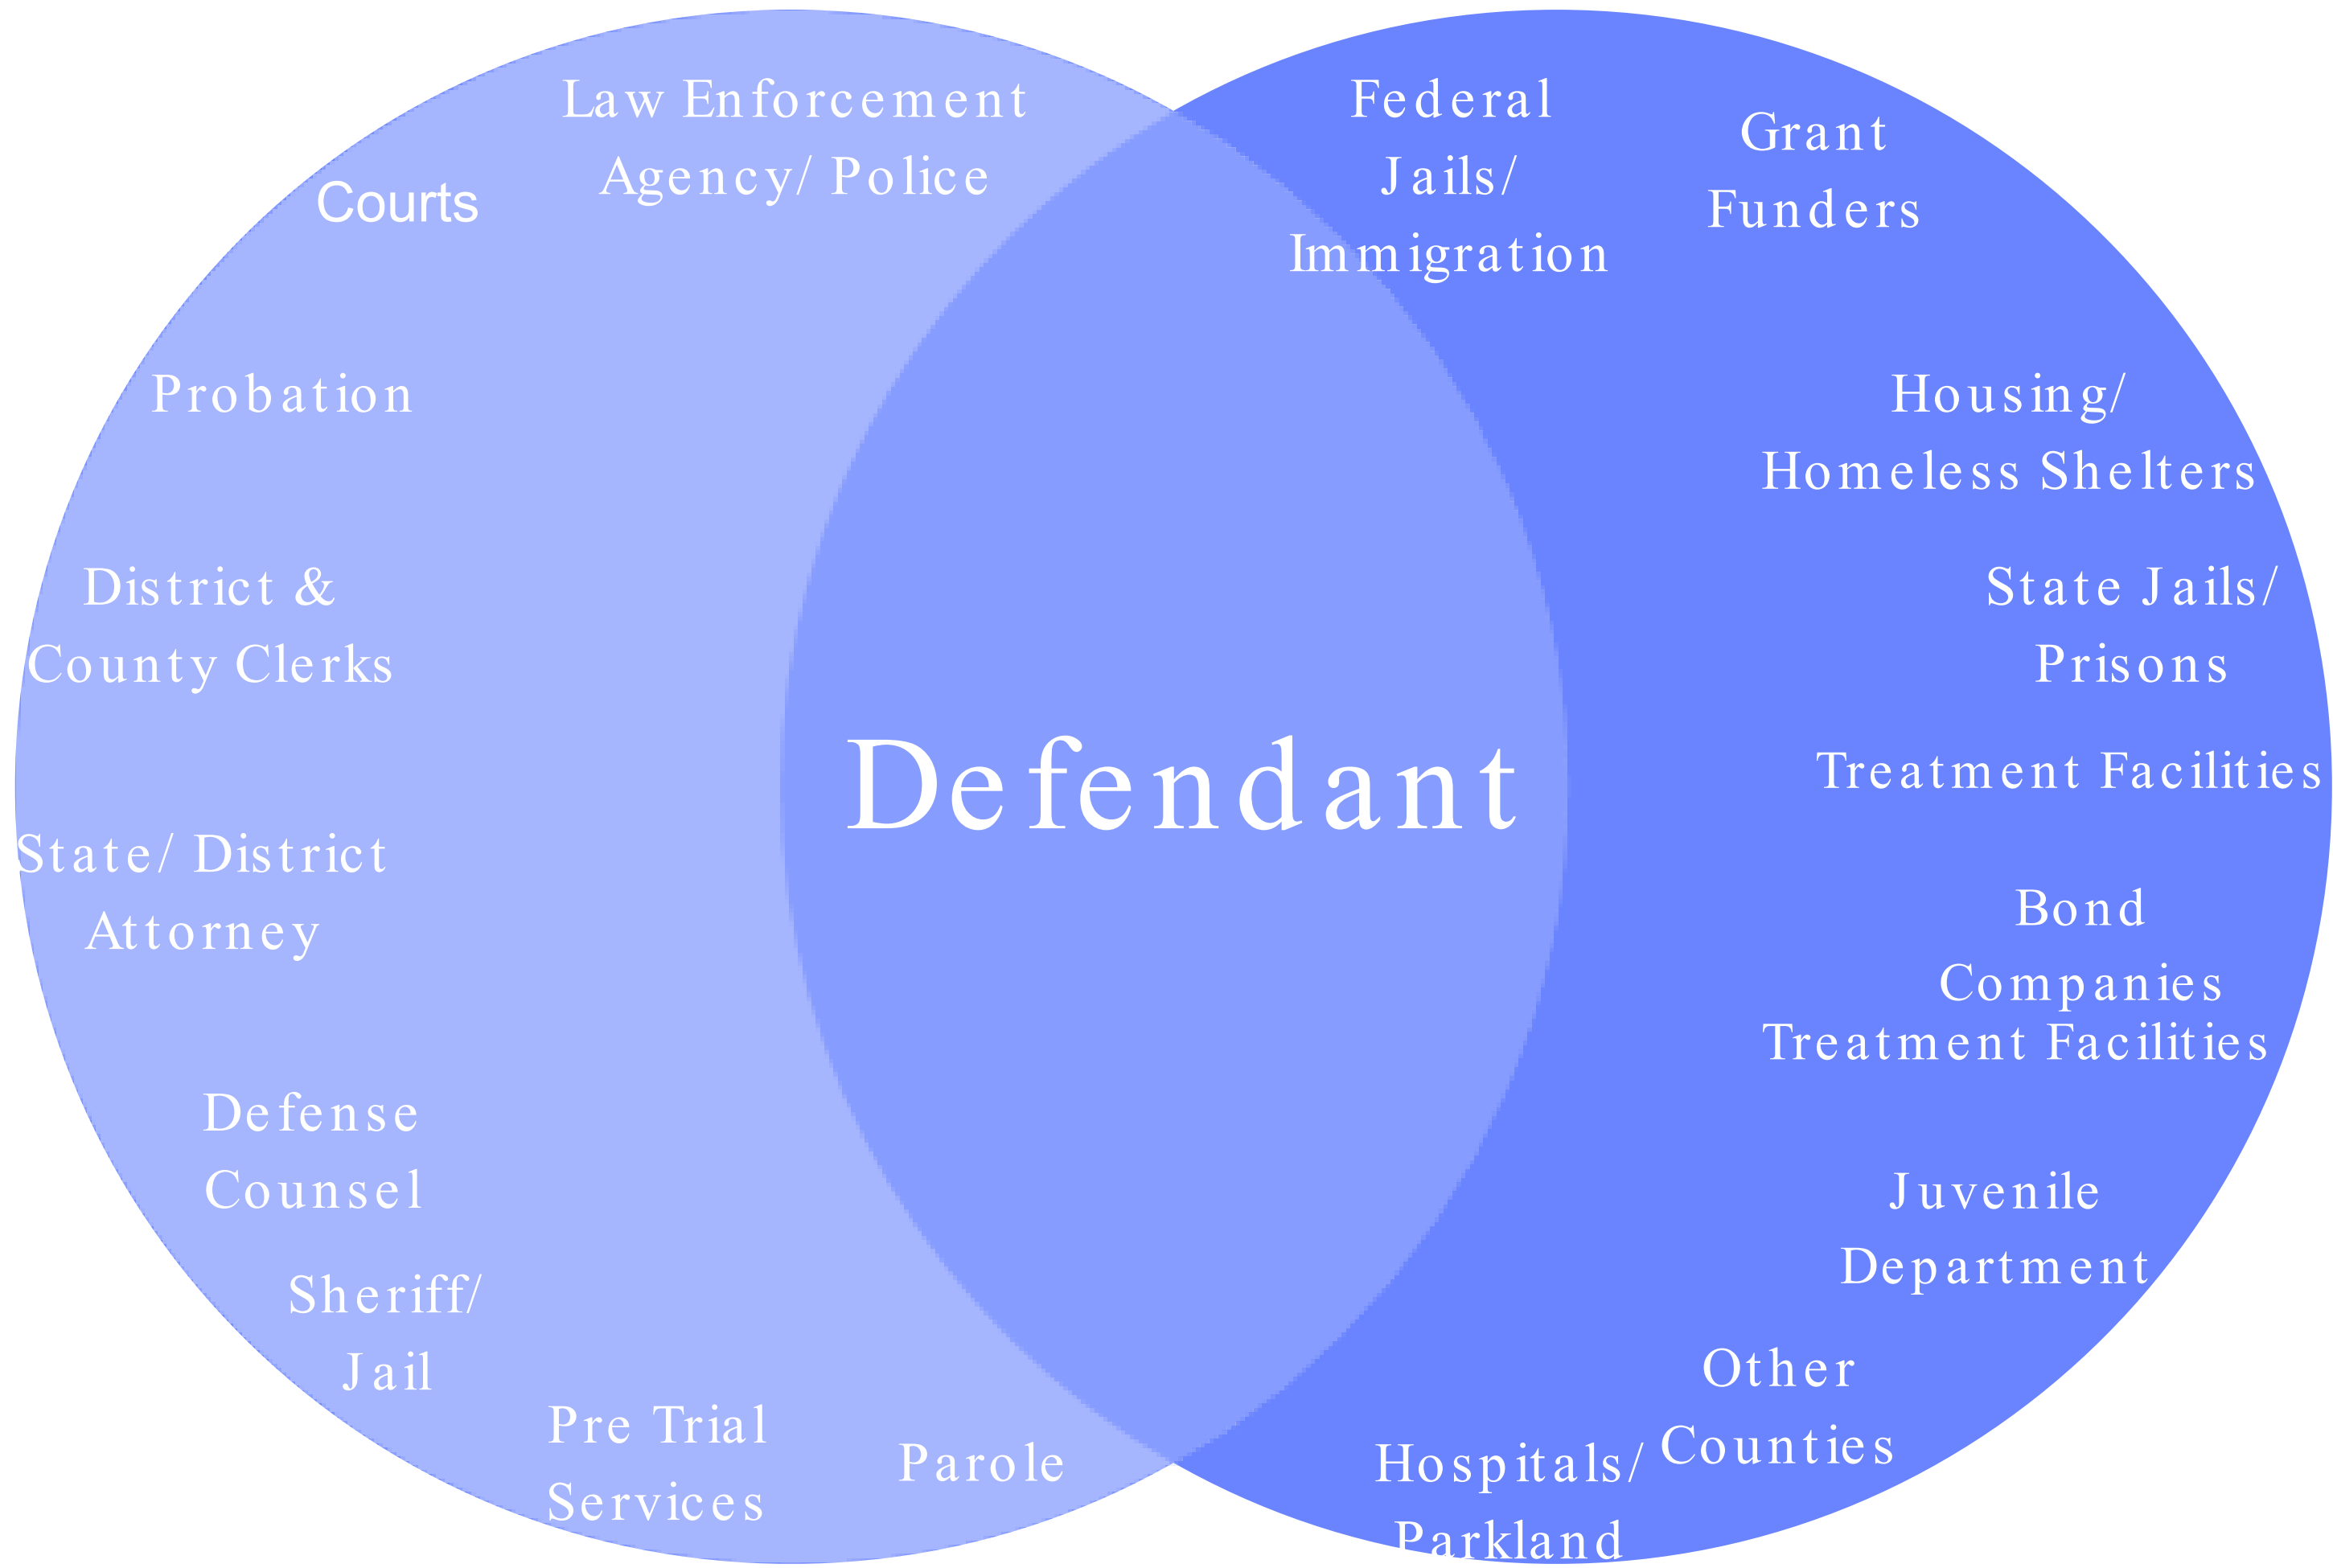 Law Enforcement
Agency/ Police
Courts
Probation
District &
County Clerks
State/ District
Attorney
Defense
Counsel
Sheriff/
Jail
Pre Trial
Services
Parole
Defendant
Federal
Jails/
Immigration
Grant
Funders
Housing/
Homeless Shelters
State Jails/
Prisons
Treatment Facilities
Bond
Companies
Treatment Facilities
Juvenile
Department
Other
Counties
Hospitals/
Parkland